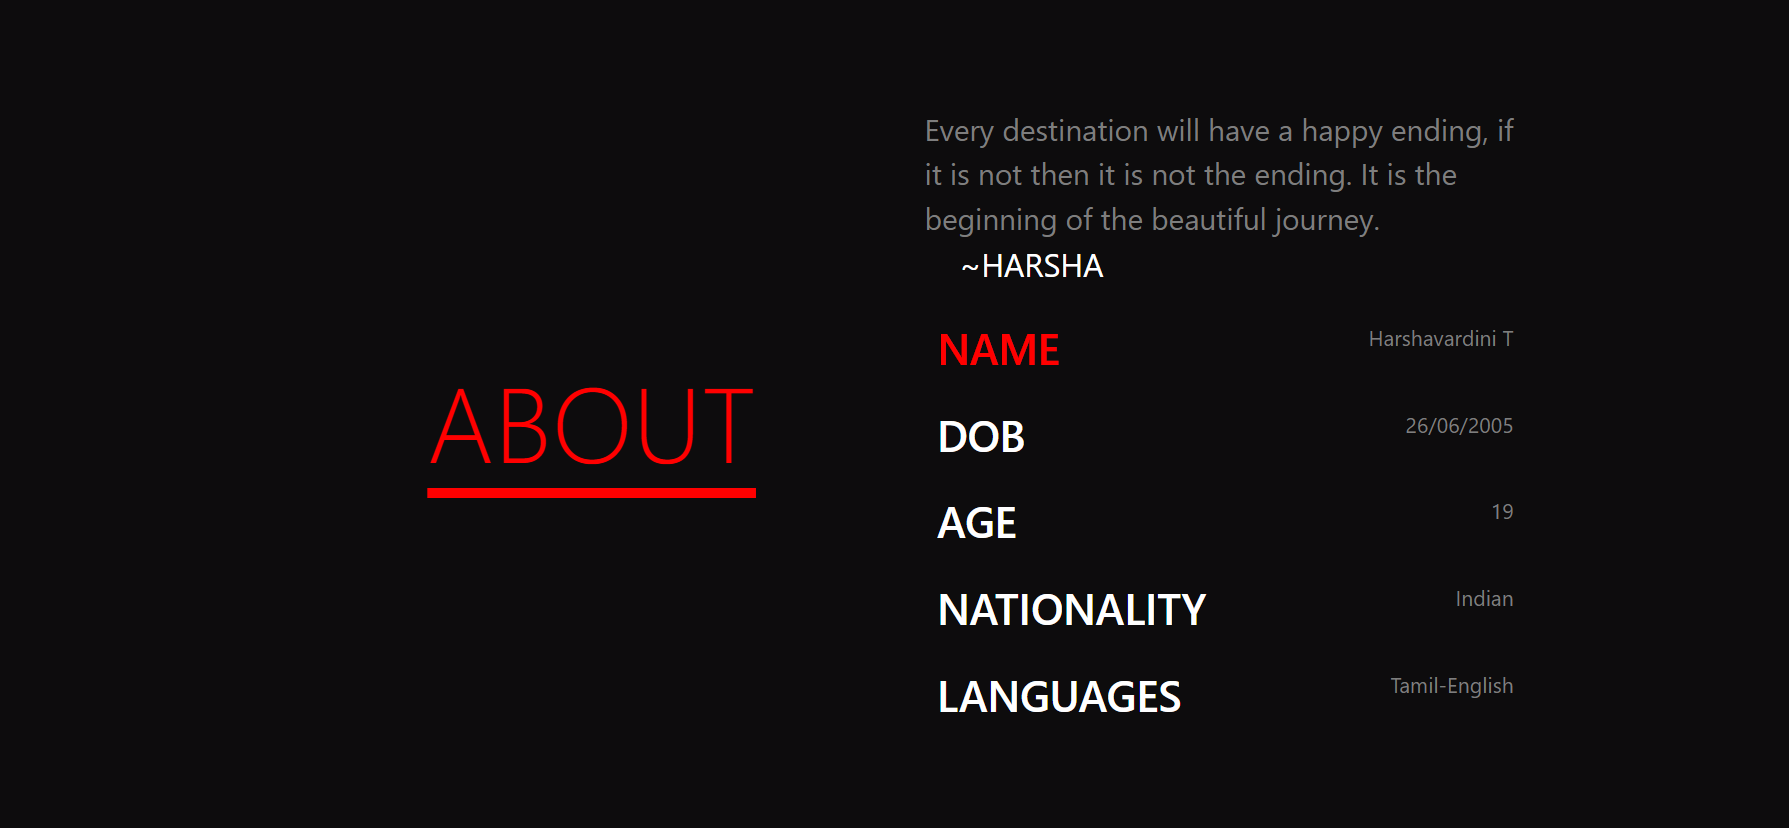 ABOUT
Every destination will have a happy ending, if
it is not then it is not the ending. It is the
beginning of the beautiful journey.
~HARSHA
NAME Harshavardini T
DOB 26/06/2005
AGE 19
NATIONALITY Indian
LANGUAGES Tamil-English